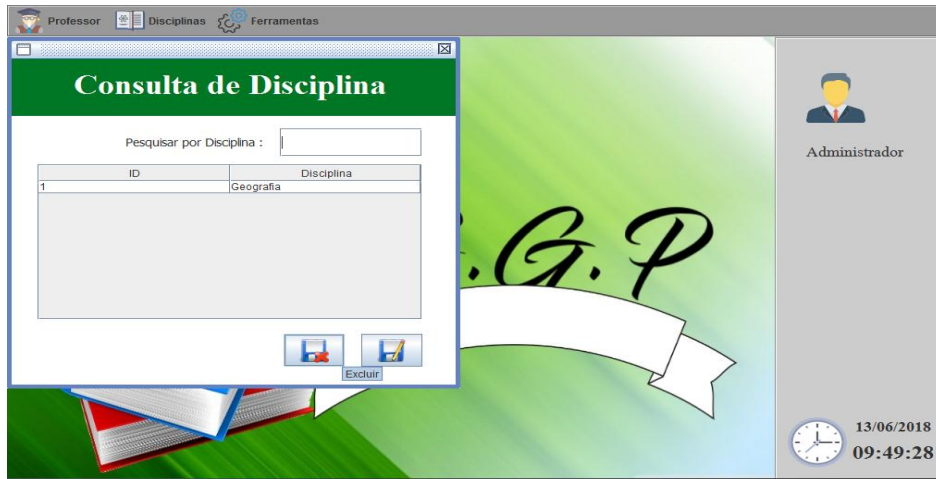 Professor Disciplinas Ferramentas
Consulta de Disciplina
Pesquisar por Disciplina :
ID Disciplina
1 Geografia
Excluir
.G.P
Administrador
13/06/2018
09:49:28